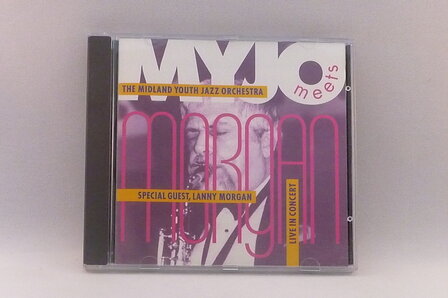 MYJO
meets
THE MIDLAND YOUTH JAZZ ORCHESTRA
MORGAN
SPECIAL GUEST, LANNY MORGAN
LIVE IN CONCERT